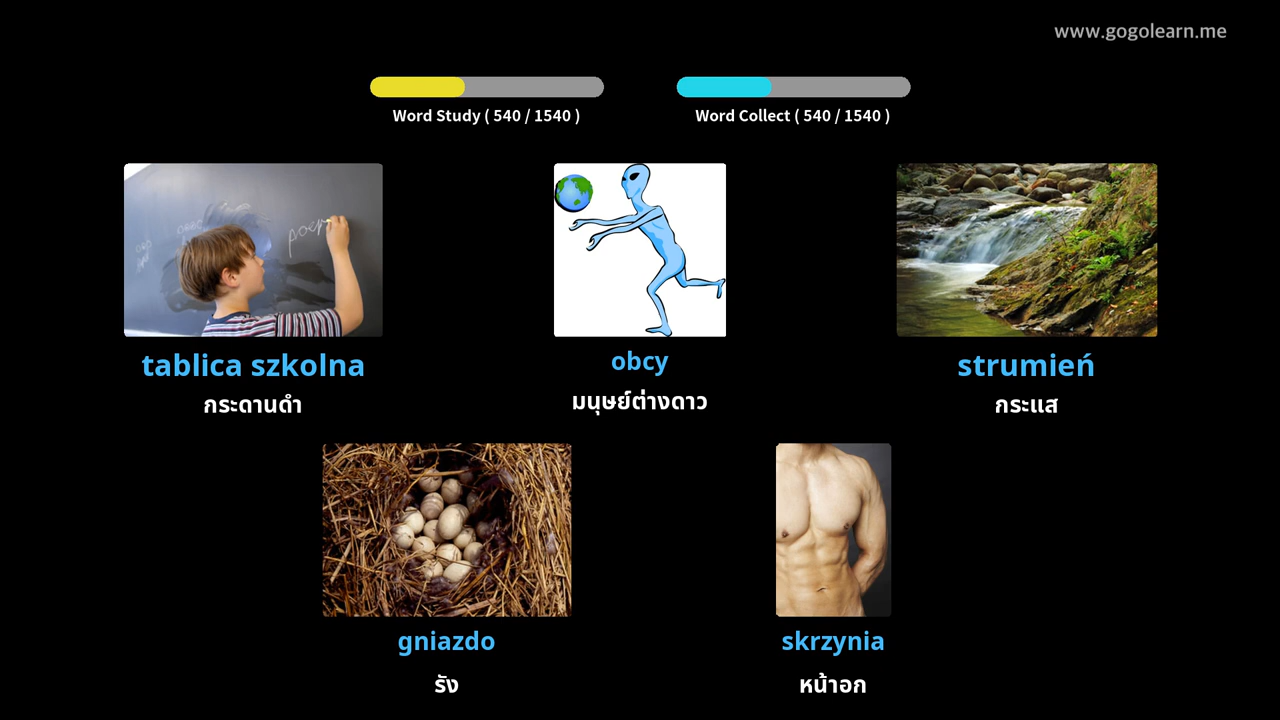 www.gogolearn.me
Word Study ( 540 / 1540 )
Word Collect ( 540 / 1540 )
poem
tablica szkolna
กระดานดำ
obcy
มนุษย์ต่างดาว
strumień
กระแส
gniazdo
รัง
skrzynia
หน้าอก